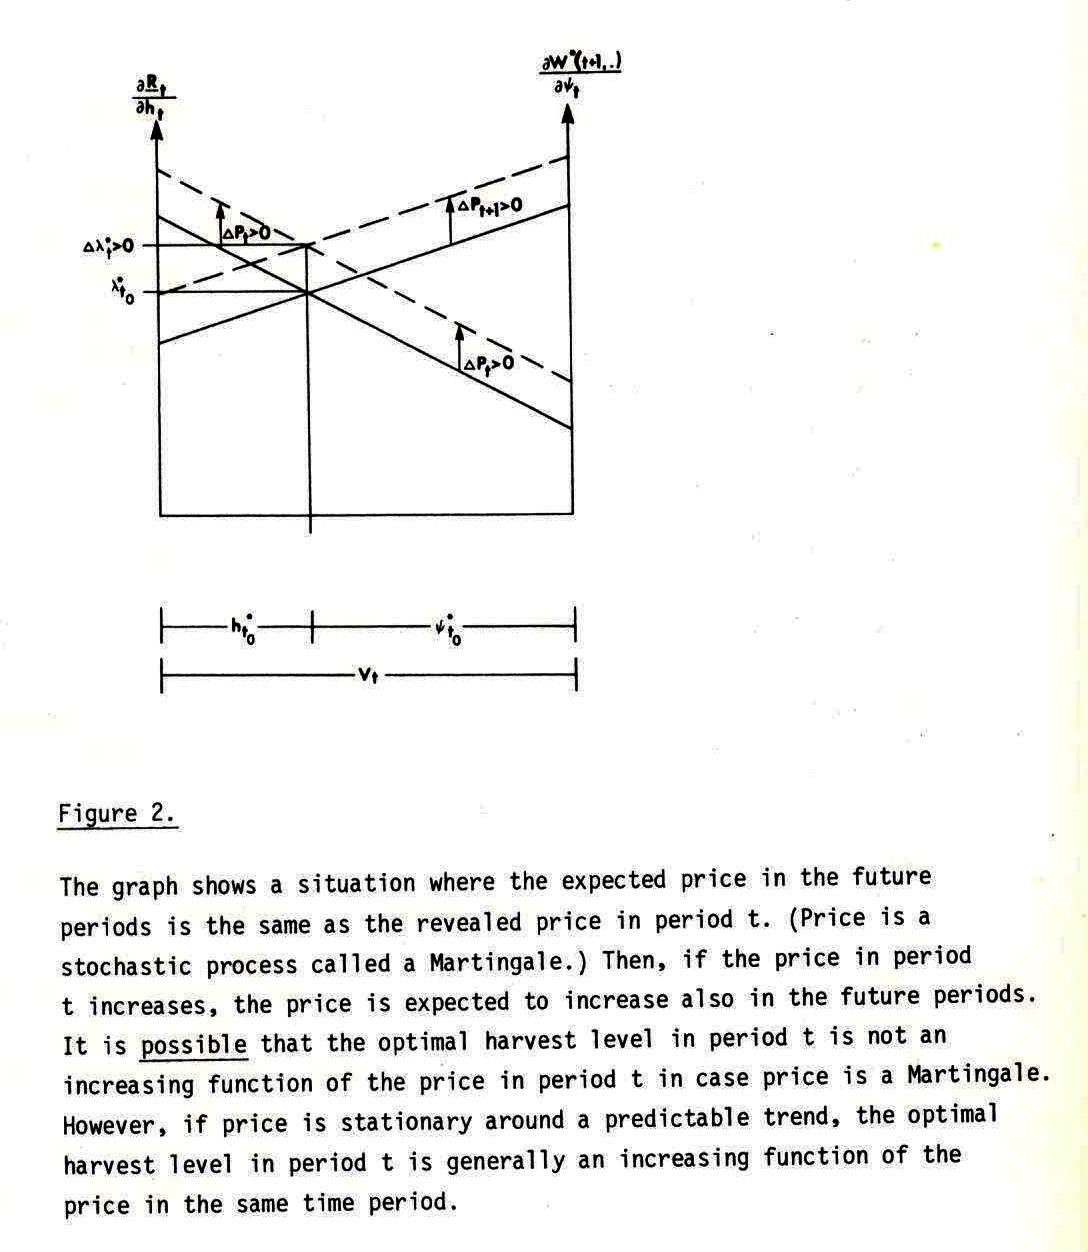 ∂W*(t+1,.)
∂ψt
∂Rt
∂ht
ΔPt+1>0
ΔPt>0
Δλ*t>0
λ*t0
ΔPt>0
h*t0
ψ*t0
Vt
Figure 2.
The graph shows a situation where the expected price in the future
periods is the same as the revealed price in period t. (Price is a
stochastic process called a Martingale.) Then, if the price in period
t increases, the price is expected to increase also in the future periods.
It is possible that the optimal harvest level in period t is not an
increasing function of the price in period t in case price is a Martingale.
However, if price is stationary around a predictable trend, the optimal
harvest level in period t is generally an increasing function of the
price in the same time period.